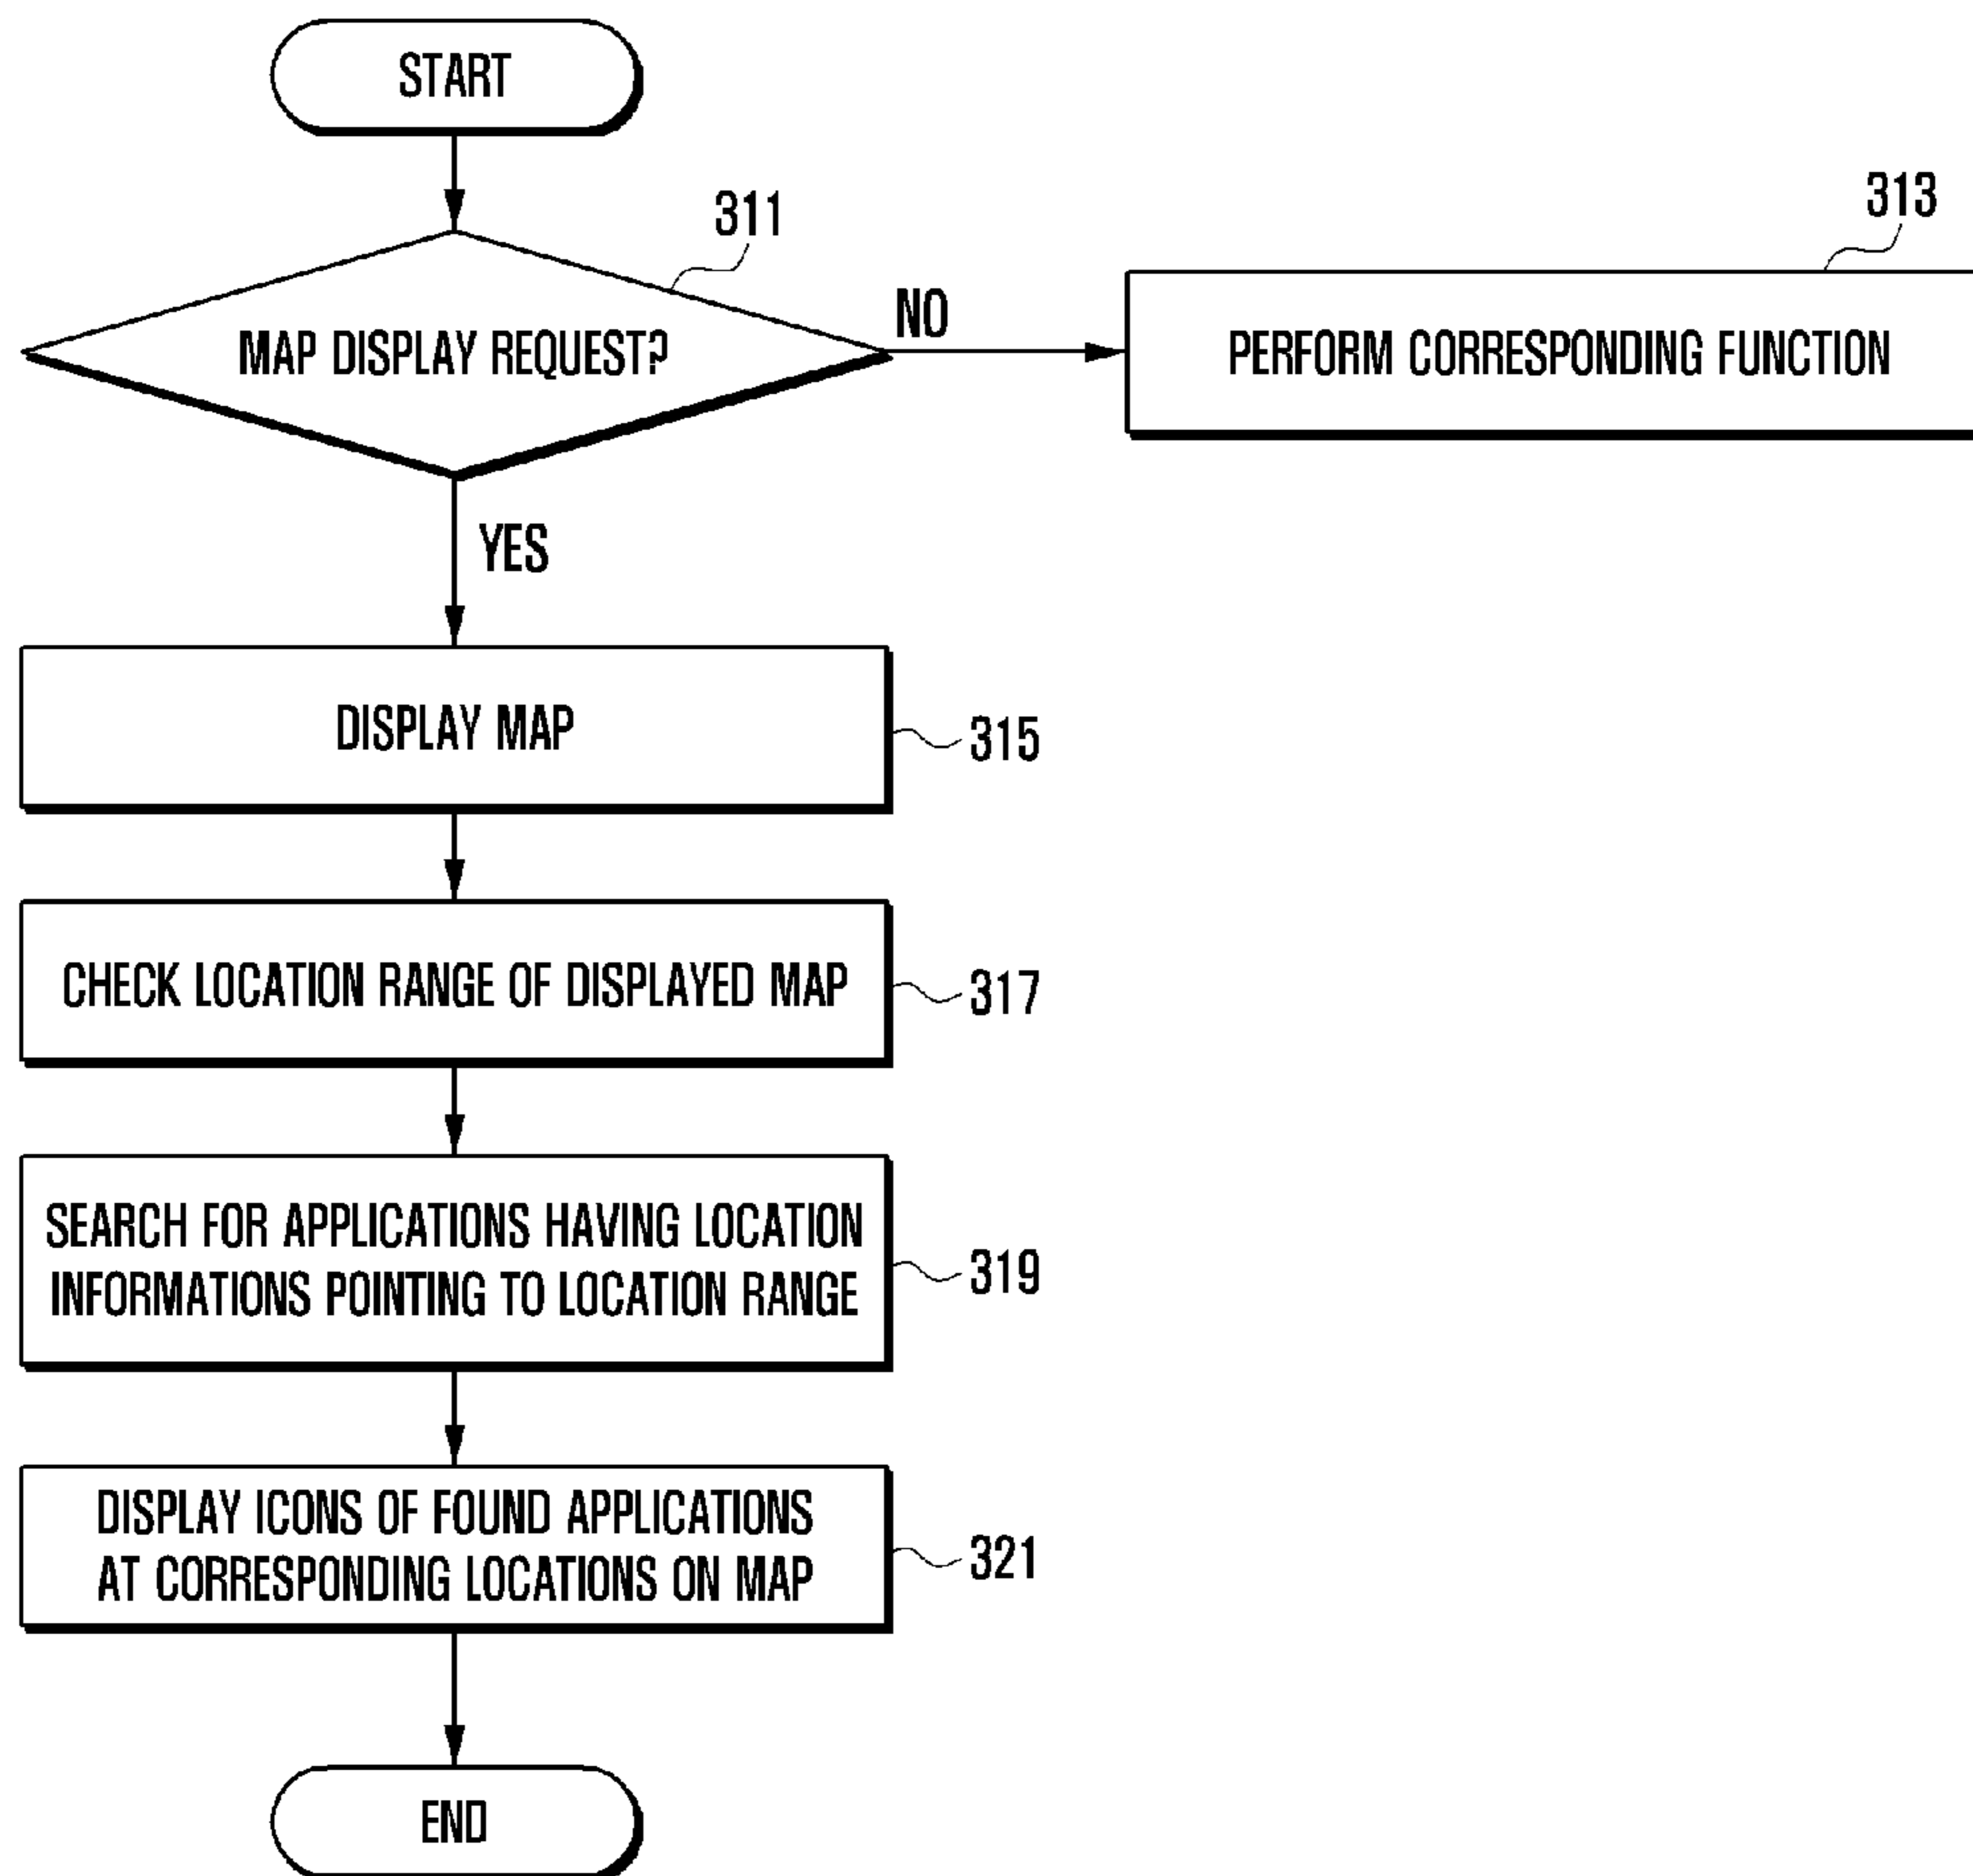 START
311
MAP DISPLAY REQUEST?
NO
313
PERFORM CORRESPONDING FUNCTION
YES
DISPLAY MAP
315
CHECK LOCATION RANGE OF DISPLAYED MAP
317
SEARCH FOR APPLICATIONS HAVING LOCATION
INFORMATIONS POINTING TO LOCATION RANGE
319
DISPLAY ICONS OF FOUND APPLICATIONS
AT CORRESPONDING LOCATIONS ON MAP
321
END